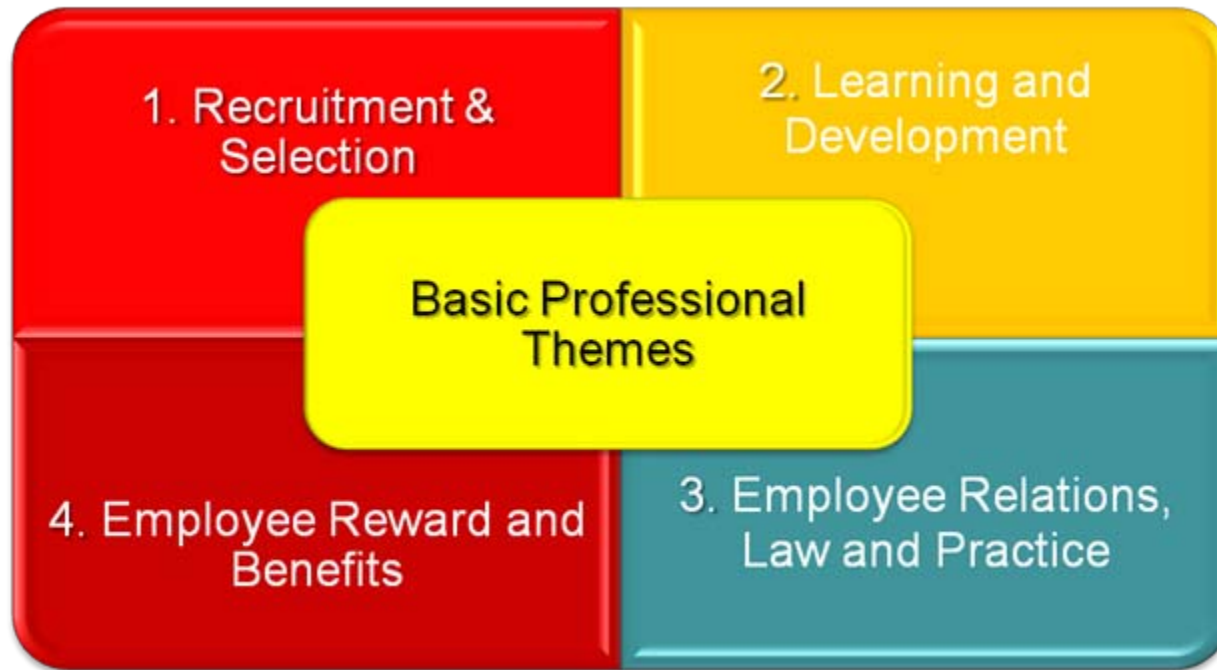 1. Recruitment &
Selection
2. Learning and
Development
Basic Professional
Themes
4. Employee Reward and
Benefits
3. Employee Relations,
Law and Practice